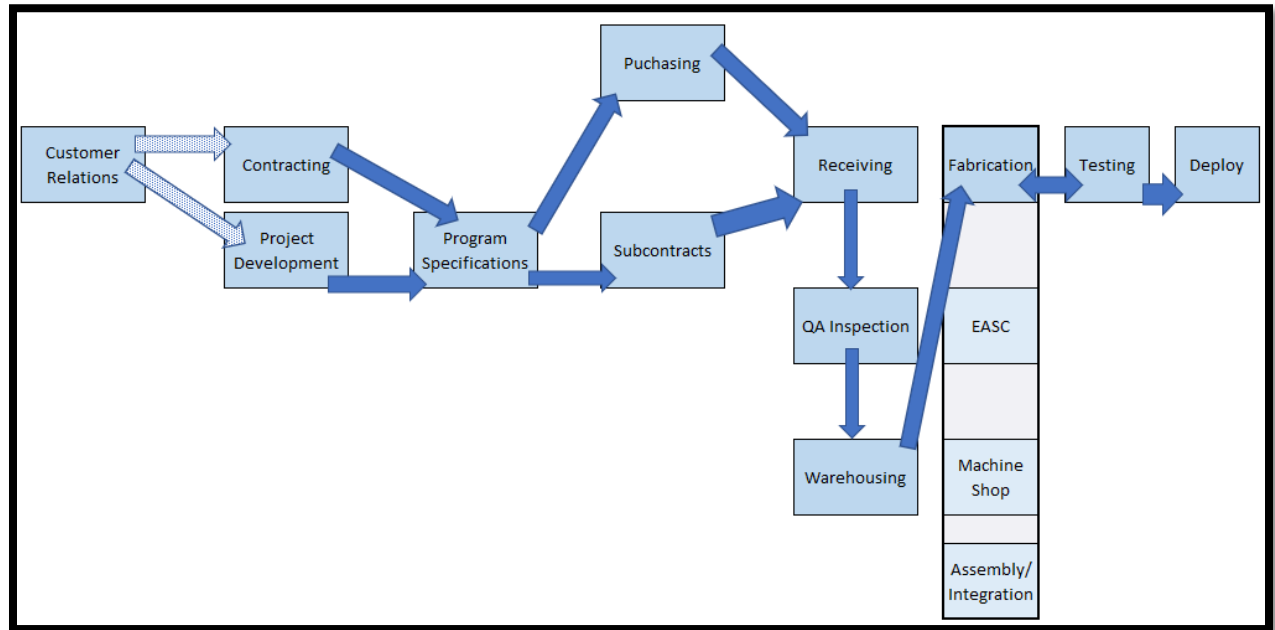 Puchasing
Customer
Relations
Contracting
Receiving
Fabrication
Testing
Deploy
Project
Development
Program
Specifications
Subcontracts
QA Inspection
EASC
Warehousing
Machine
Shop
Assembly/
Integration